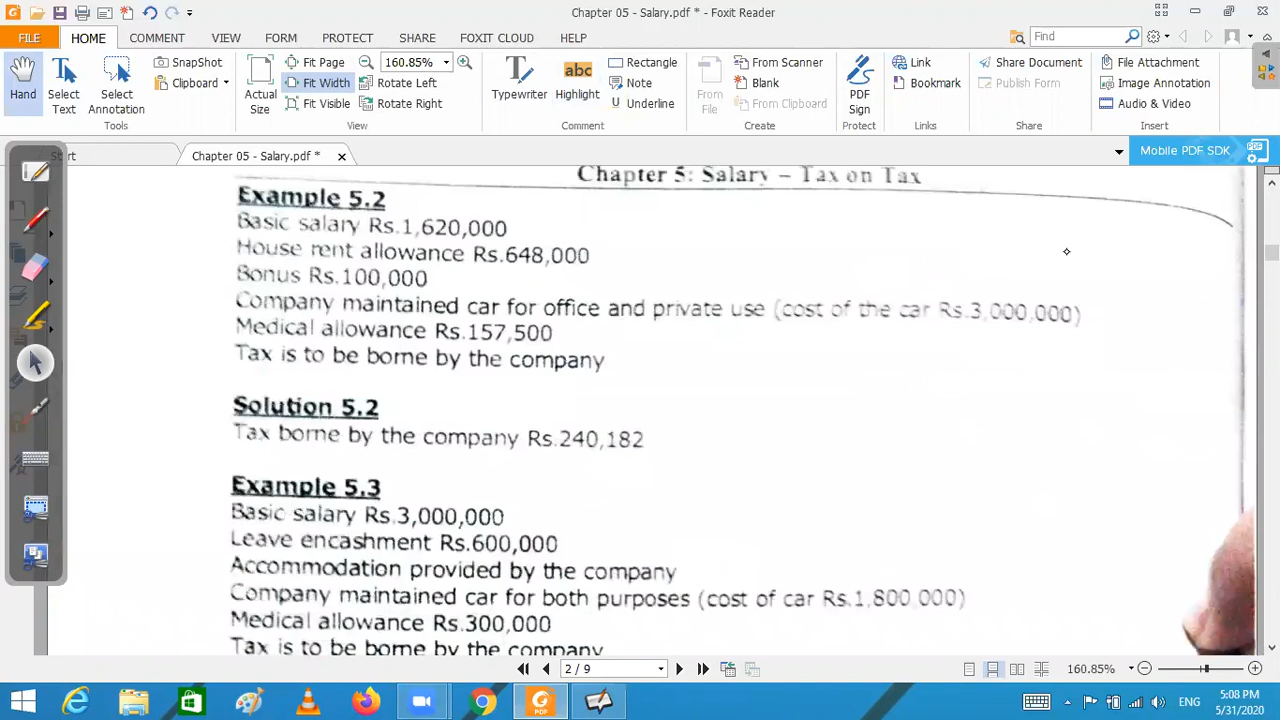 Chapter 05 - Salary.pdf * - Foxit Reader
FILE HOME COMMENT VIEW FORM PROTECT SHARE FOXIT CLOUD HELP
Find
Hand
Select Text
Select Annotation
SnapShot
Clipboard
Tools
Actual Size
Fit Page
Fit Width
Fit Visible
160.85%
Rotate Left
Rotate Right
View
Typewriter
abc
Highlight
Rectangle
Note
Underline
Comment
From File
From Scanner
Blank
From Clipboard
Create
PDF Sign
Protect
Link
Bookmark
Links
Share Document
Publish Form
Share
File Attachment
Image Annotation
Audio & Video
Insert
Chapter 05 - Salary.pdf *
Mobile PDF SDK
Chapter 5: Salary – Tax on Tax
Example 5.2
Basic salary Rs.1,620,000
House rent allowance Rs.648,000
Bonus Rs.100,000
Company maintained car for office and private use (cost of the car Rs.3,000,000)
Medical allowance Rs.157,500
Tax is to be borne by the company
Solution 5.2
Tax borne by the company Rs.240,182
Example 5.3
Basic salary Rs.3,000,000
Leave encashment Rs.600,000
Accommodation provided by the company
Company maintained car for both purposes (cost of car Rs.1,800,000)
Medical allowance Rs.300,000
Tax is to be borne by the company
2 / 9
160.85%
ENG
5:08 PM
5/31/2020